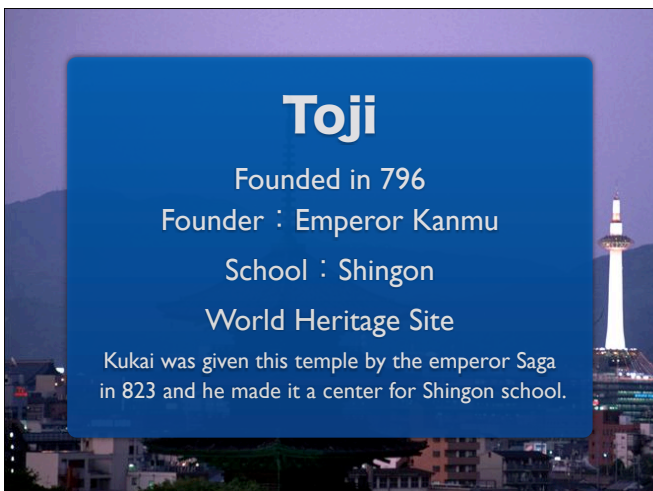 Toji
Founded in 796
Founder：Emperor Kanmu
School：Shingon
World Heritage Site
Kukai was given this temple by the emperor Saga
in 823 and he made it a center for Shingon school.